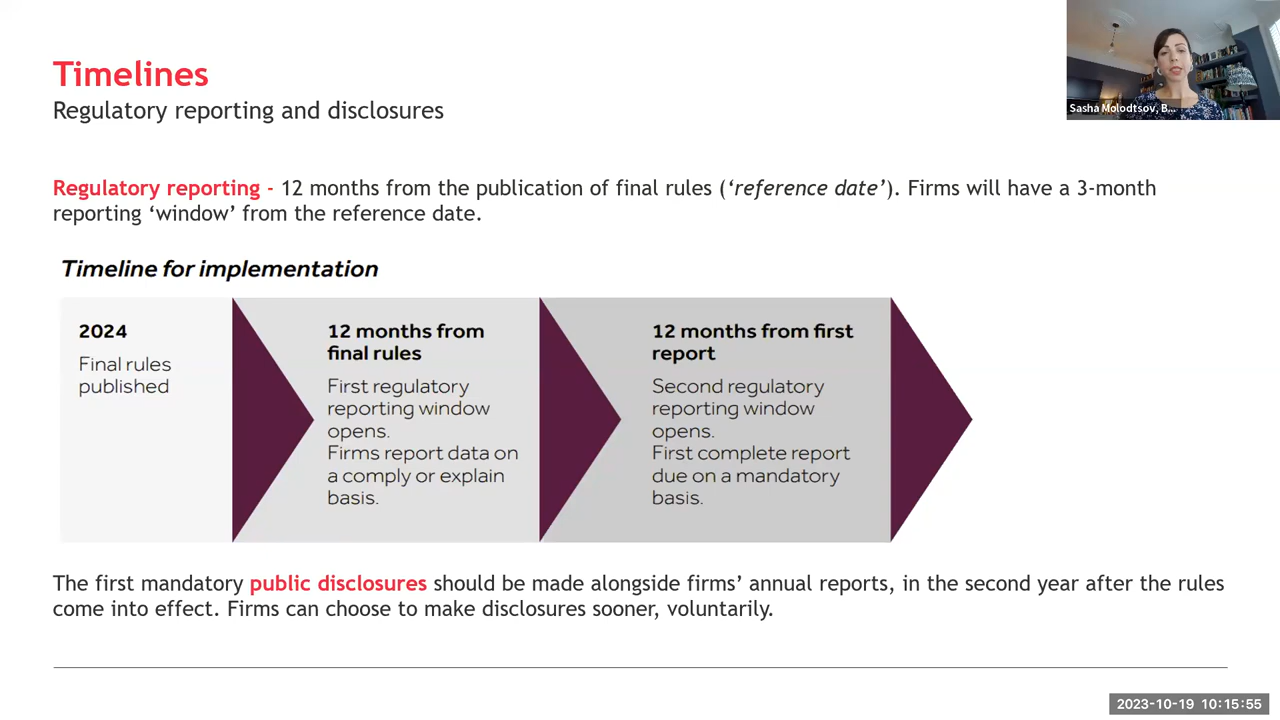 Timelines
Regulatory reporting and disclosures
Sasha Molodtsov, B...
Regulatory reporting - 12 months from the publication of final rules (‘reference date’). Firms will have a 3-month
reporting ‘window’ from the reference date.
Timeline for implementation
2024
Final rules
published
12 months from
final rules
First regulatory
reporting window
opens.
Firms report data on
a comply or explain
basis.
12 months from first
report
Second regulatory
reporting window
opens.
First complete report
due on a mandatory
basis.
The first mandatory public disclosures should be made alongside firms’ annual reports, in the second year after the rules
come into effect. Firms can choose to make disclosures sooner, voluntarily.
2023-10-19 10:15:55